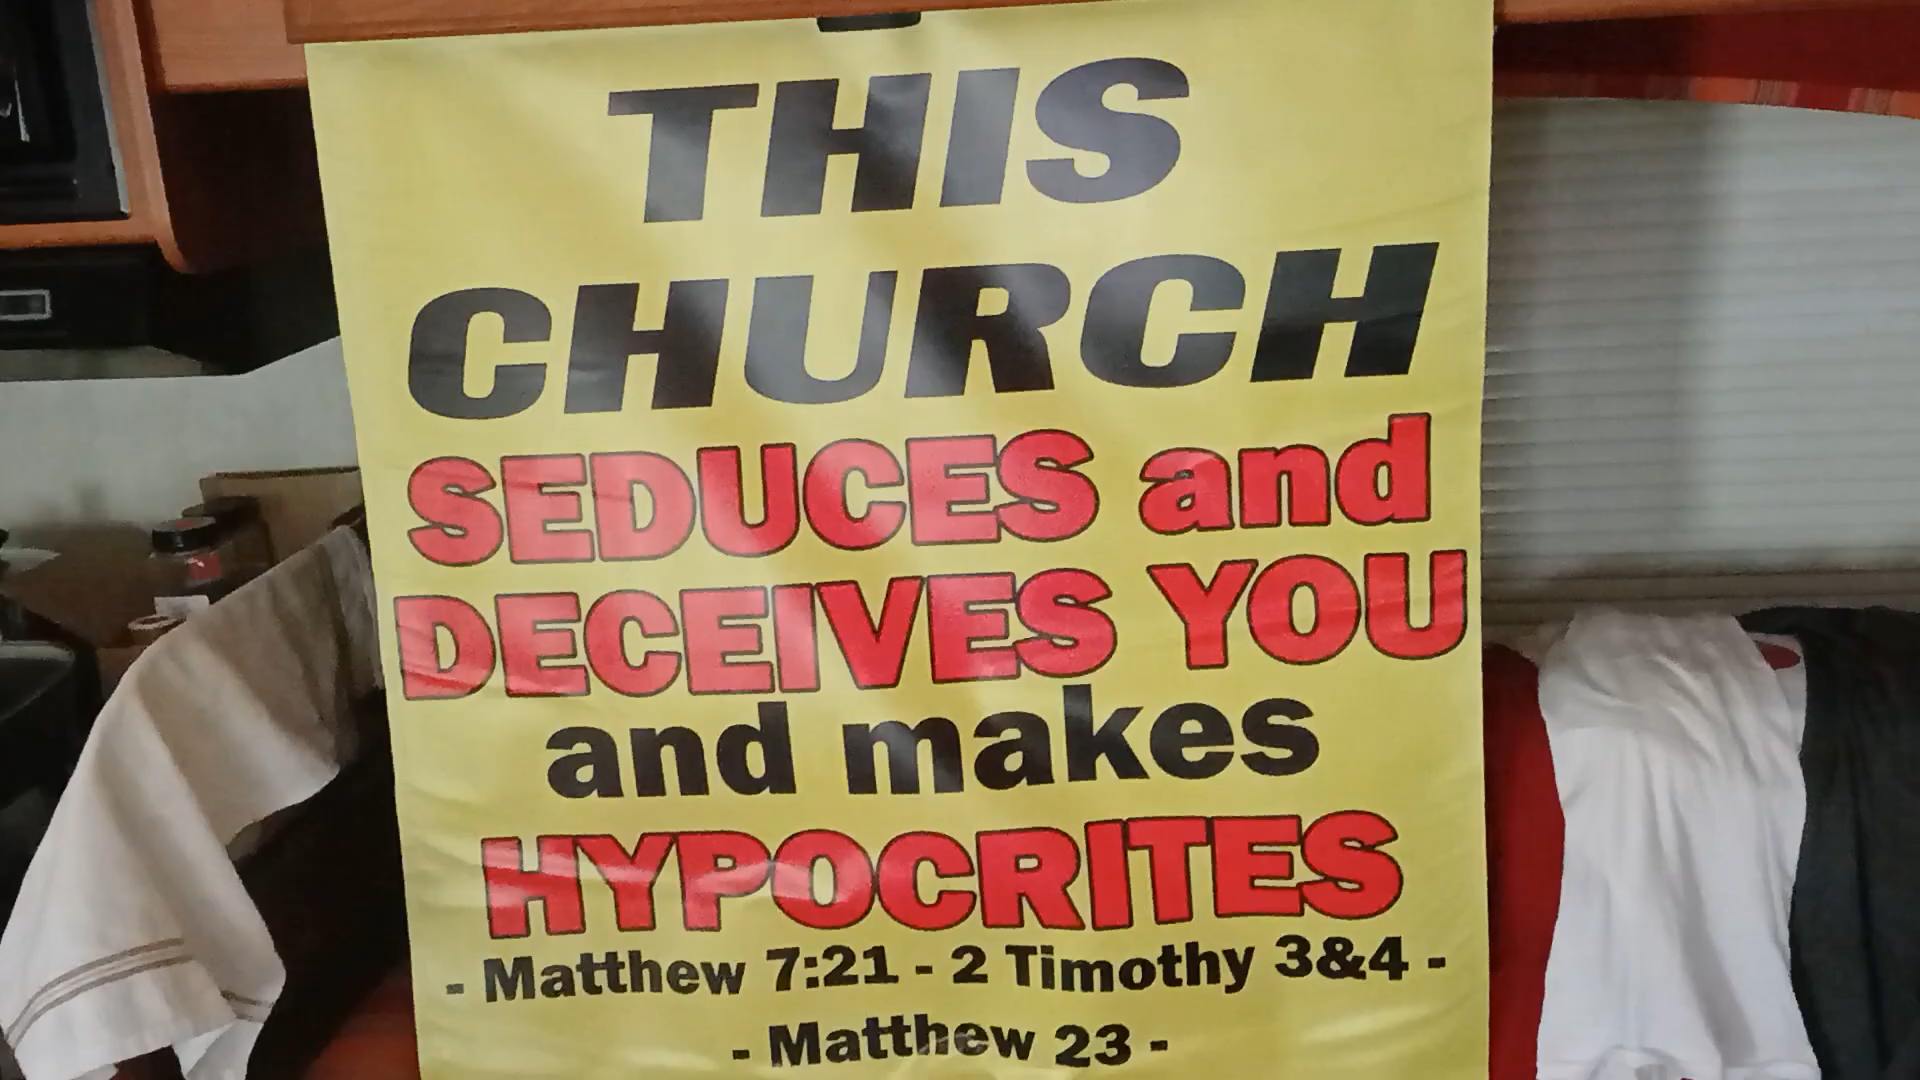 THIS
CHURCH
SEDUCES and
DECEIVES YOU
and makes
HYPOCRITES
- Matthew 7:21 - 2 Timothy 3&4 -
- Matthew 23 -